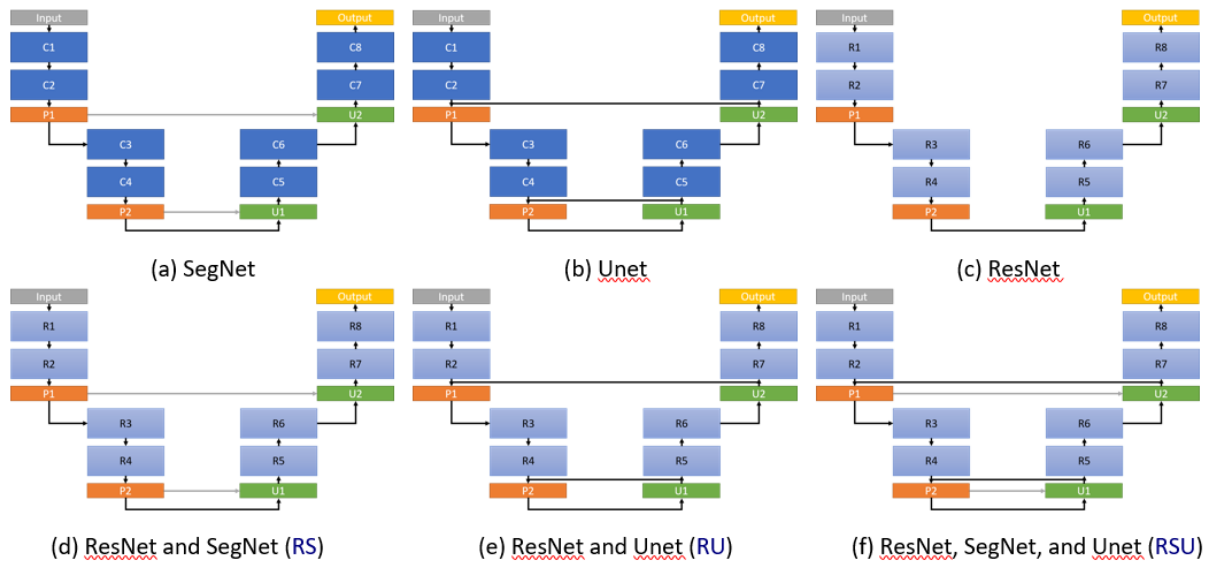 Input
C1
C2
P1
C3
C4
P2
U1
C5
C6
U2
C7
C8
Output
(a) SegNet
Input
C1
C2
P1
C3
C4
P2
U1
C5
C6
U2
C7
C8
Output
(b) Unet
Input
R1
R2
P1
R3
R4
P2
U1
R5
R6
U2
R7
R8
Output
(c) ResNet
Input
R1
R2
P1
R3
R4
P2
U1
R5
R6
U2
R7
R8
Output
(d) ResNet and SegNet (RS)
Input
R1
R2
P1
R3
R4
P2
U1
R5
R6
U2
R7
R8
Output
(e) ResNet and Unet (RU)
Input
R1
R2
P1
R3
R4
P2
U1
R5
R6
U2
R7
R8
Output
(f) ResNet, SegNet, and Unet (RSU)